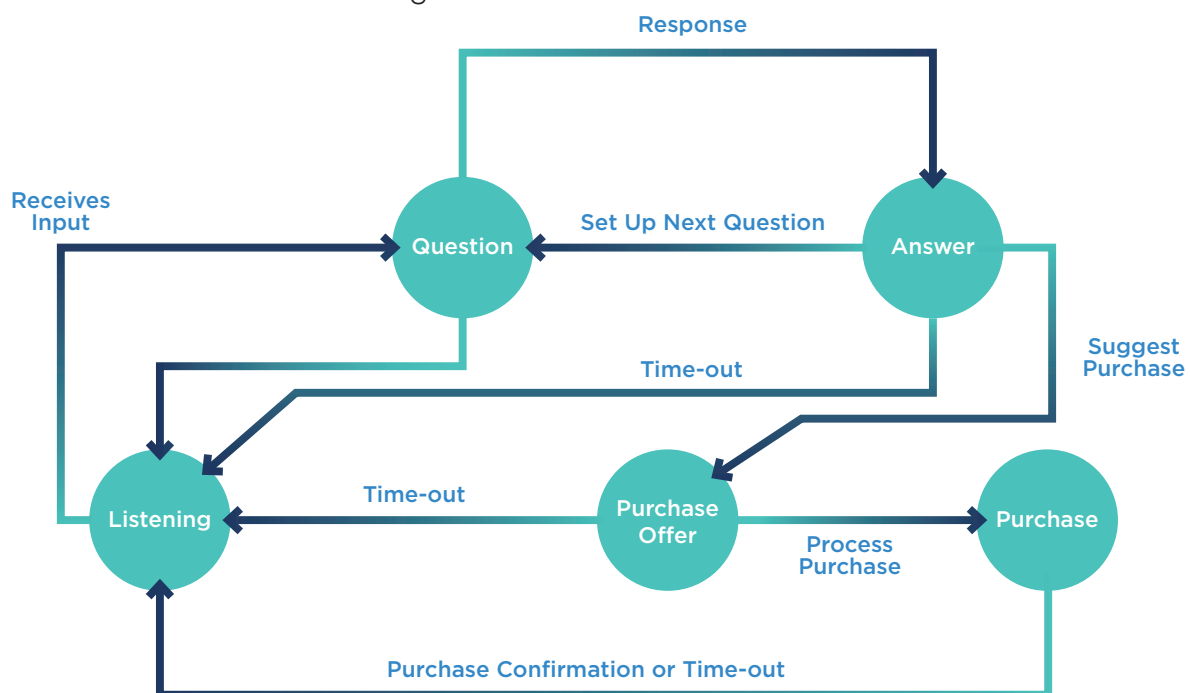 Response
Receives
Input
Question
Set Up Next Question
Answer
Suggest
Purchase
Time-out
Listening
Time-out
Purchase
Offer
Process
Purchase
Purchase
Purchase Confirmation or Time-out